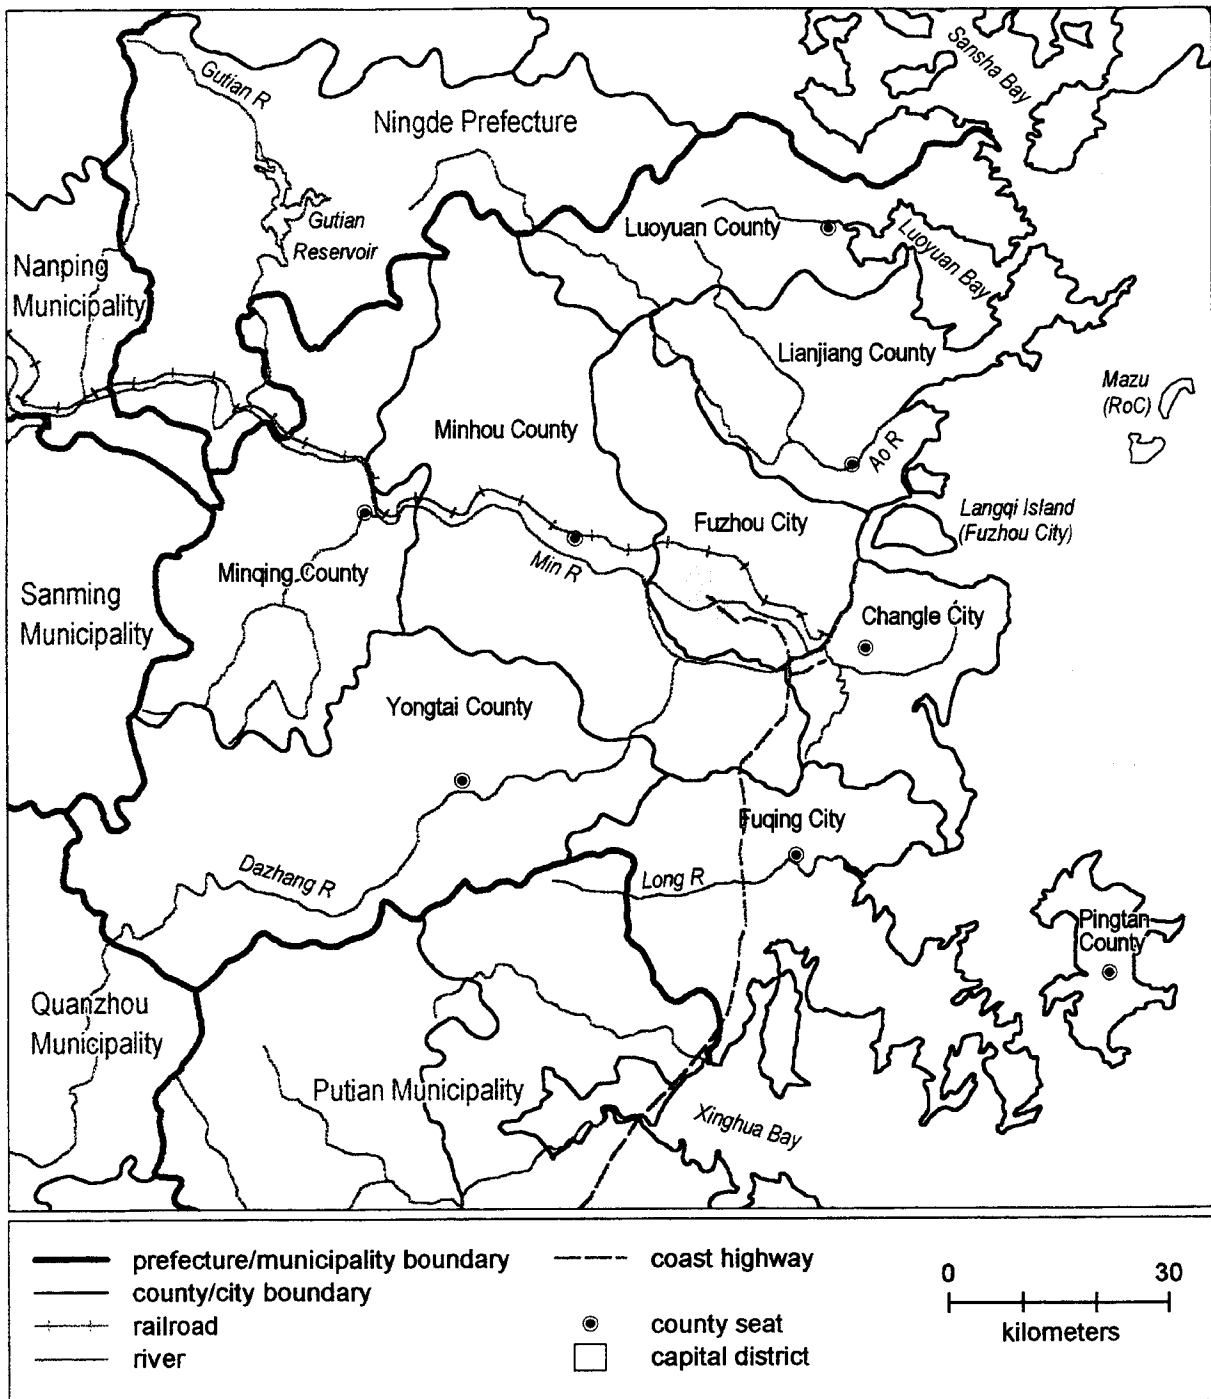 Sansha Bay
Gutian R
Ningde Prefecture
Gutian
Reservoir
Luoyuan County
Luoyuan Bay
Nanping
Municipality
Lianjiang County
Mazu
(RoC)
Minhou County
Ao R
Langqi Island
(Fuzhou City)
Fuzhou City
Min R
Minqing County
Sanming
Municipality
Changle City
Yongtai County
Fuqing City
Dazhang R
Long R
Pingtan
County
Quanzhou
Municipality
Putian Municipality
Xinghua Bay
prefecture/municipality boundary
county/city boundary
railroad
river
coast highway
county seat
capital district
0 30
kilometers